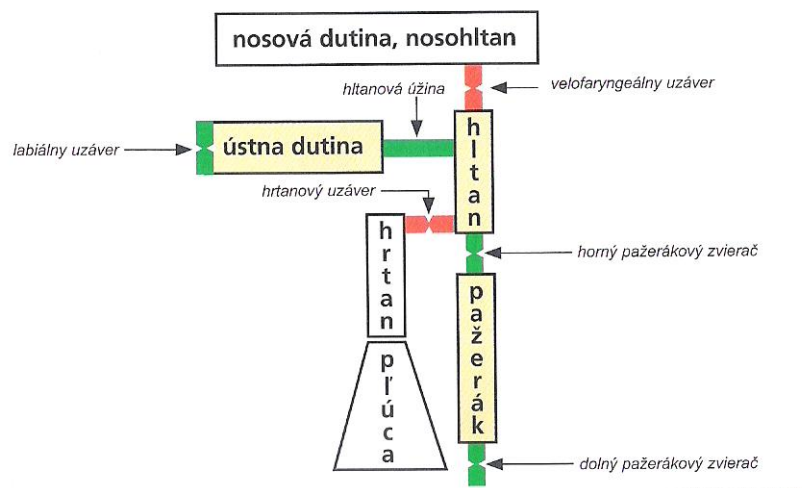 nosová dutina, nosohltan
velofaryngeálny uzáver
hltanová úžina
labiálny uzáver
ústna dutina
hltan
hrtanový uzáver
hrtan
horný pažerákový zvierač
pažerák
pľúca
dolný pažerákový zvierač